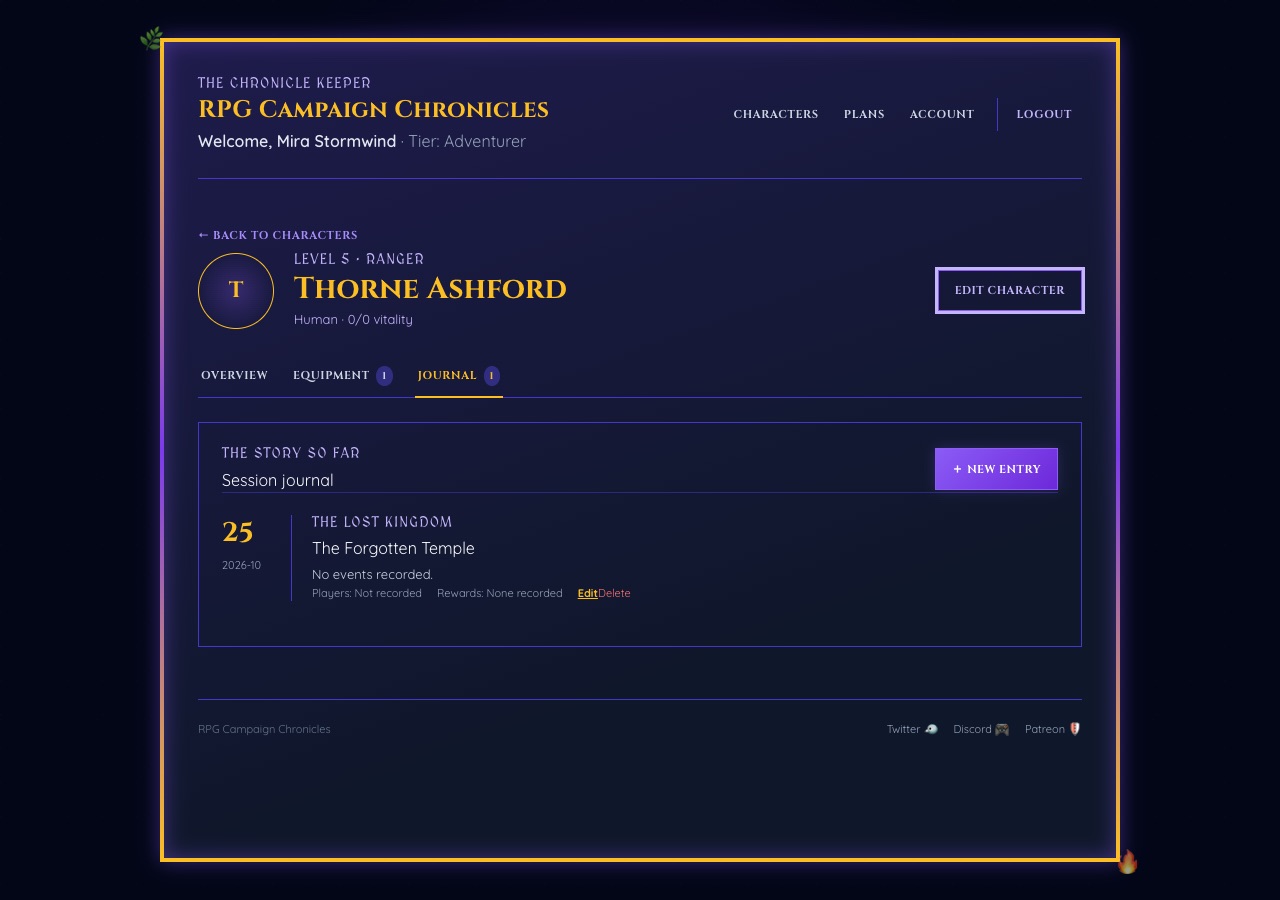 THE CHRONICLE KEEPER
RPG Campaign Chronicles
Welcome, Mira Stormwind · Tier: Adventurer
CHARACTERS PLANS ACCOUNT LOGOUT
← BACK TO CHARACTERS
T
LEVEL 5 · RANGER
Thorne Ashford
Human · 0/0 vitality
EDIT CHARACTER
OVERVIEW EQUIPMENT 1 JOURNAL 1
THE STORY SO FAR
Session journal
+ NEW ENTRY
25
2026-10
THE LOST KINGDOM
The Forgotten Temple
No events recorded.
Players: Not recorded Rewards: None recorded EditDelete
RPG Campaign Chronicles
Twitter Discord Patreon